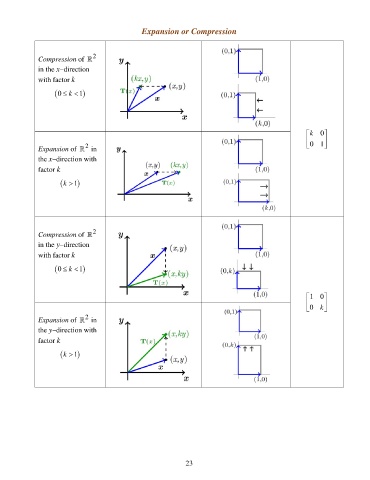 Expansion or Compression
Compression of ℝ²
in the x−direction
with factor k
(0 ≤ k < 1)
y
(kx,y)
(x,y)
T(x)
x
x
(0,1)
(1,0)
(0,1)
←
←
(k,0)
[k 0]
[0 1]
Expansion of ℝ² in
the x−direction with
factor k
(k > 1)
y
(x,y) (kx,y)
x
T(x)
x
(0,1)
(1,0)
(0,1)
→
→
(k,0)
Compression of ℝ²
in the y−direction
with factor k
(0 ≤ k < 1)
y
(x,y)
x
(x,ky)
T(x)
x
(0,1)
(1,0)
(0,k) ↓ ↓
(1,0)
[1 0]
[0 k]
Expansion of ℝ² in
the y−direction with
factor k
(k > 1)
y
(x,ky)
T(x)
(x,y)
x
x
(0,1)
(1,0)
(0,k) ↑ ↑
(1,0)
23